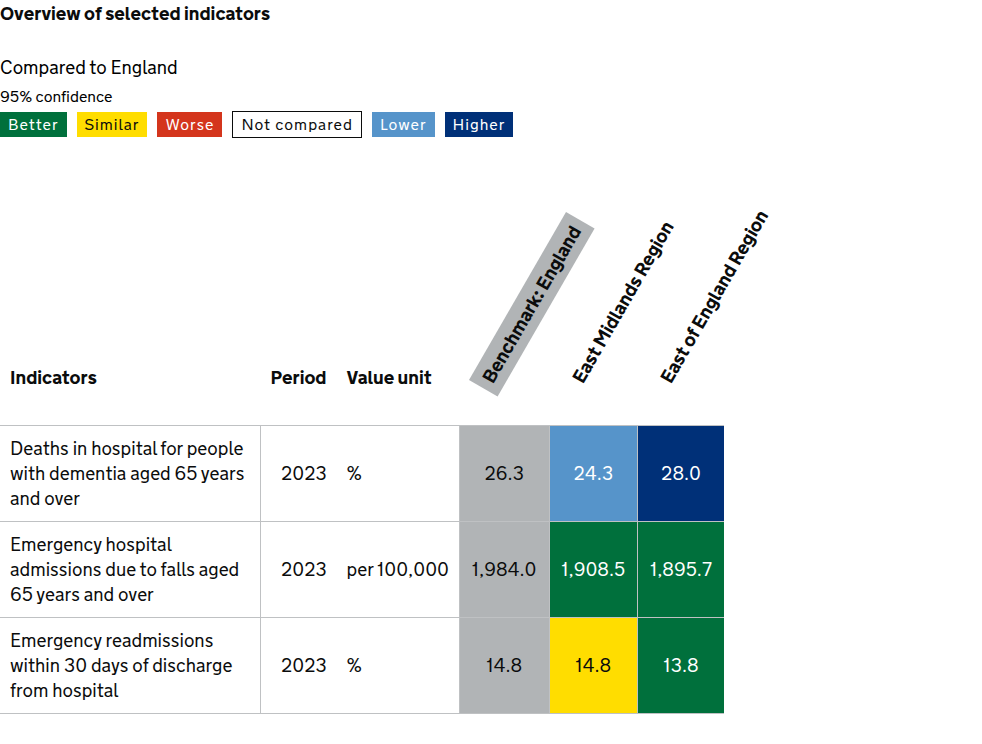 Overview of selected indicators
Compared to England
95% confidence
Better Similar Worse Not compared Lower Higher
Indicators Period Value unit Benchmark: England East Midlands Region East of England Region
Deaths in hospital for people
with dementia aged 65 years
and over
2023 % 26.3 24.3 28.0
Emergency hospital
admissions due to falls aged
65 years and over
2023 per 100,000 1,984.0 1,908.5 1,895.7
Emergency readmissions
within 30 days of discharge
from hospital
2023 % 14.8 14.8 13.8